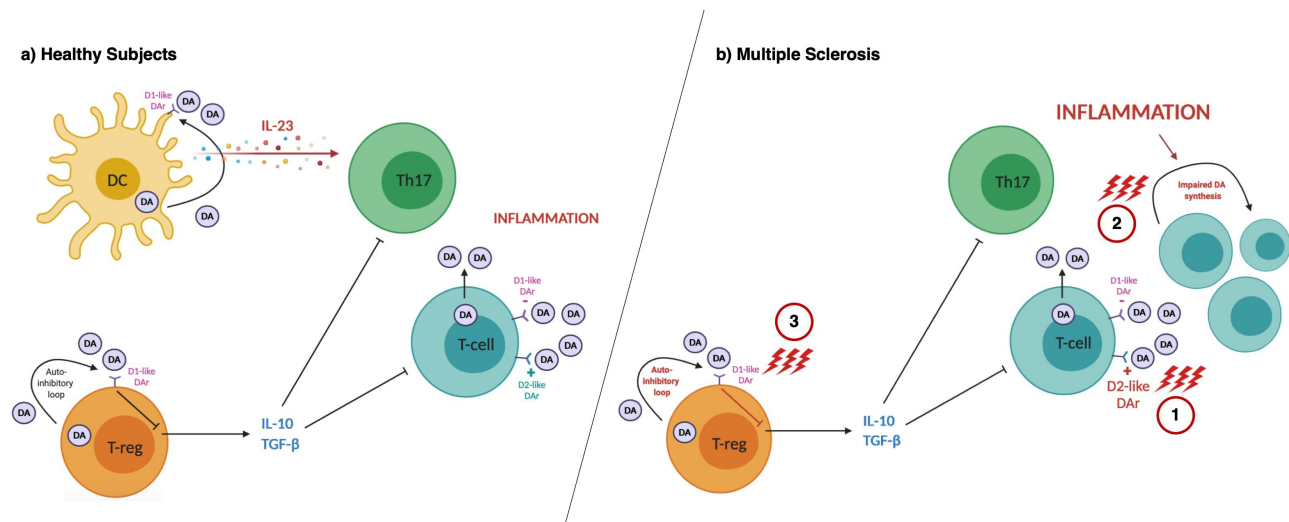 a) Healthy Subjects
D1-like
DAr
DA
DA
IL-23
DC
DA
DA
Th17
INFLAMMATION
DA
DA
DA
D1-like
DAr
-
DA
DA
T-cell
DA
DA
+
D2-like
DAr
DA
DA
D1-like
DAr
Auto-
inhibitory
loop
DA
DA
T-reg
IL-10
TGF-β
b) Multiple Sclerosis
INFLAMMATION
Th17
Impaired DA
synthesis
2
DA
DA
DA
D1-like
DAr
-
DA
DA
T-cell
DA
DA
+
D2-like
DAr
1
3
DA
DA
D1-like
DAr
Auto-
inhibitory
loop
DA
DA
T-reg
IL-10
TGF-β